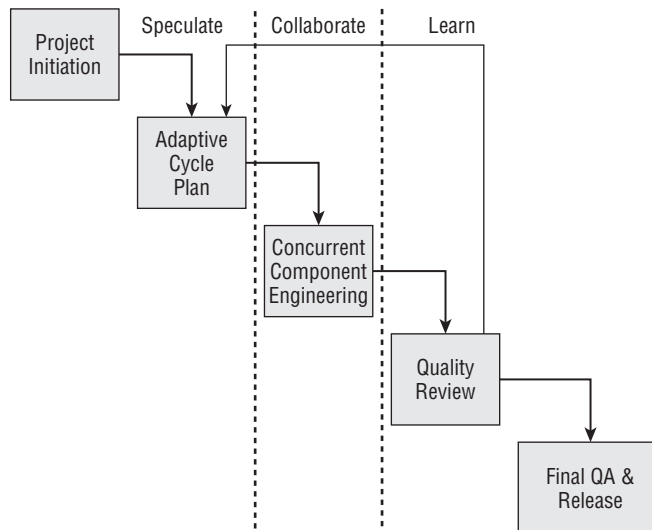 Speculate
Collaborate
Learn
Project
Initiation
Adaptive
Cycle
Plan
Concurrent
Component
Engineering
Quality
Review
Final QA &
Release